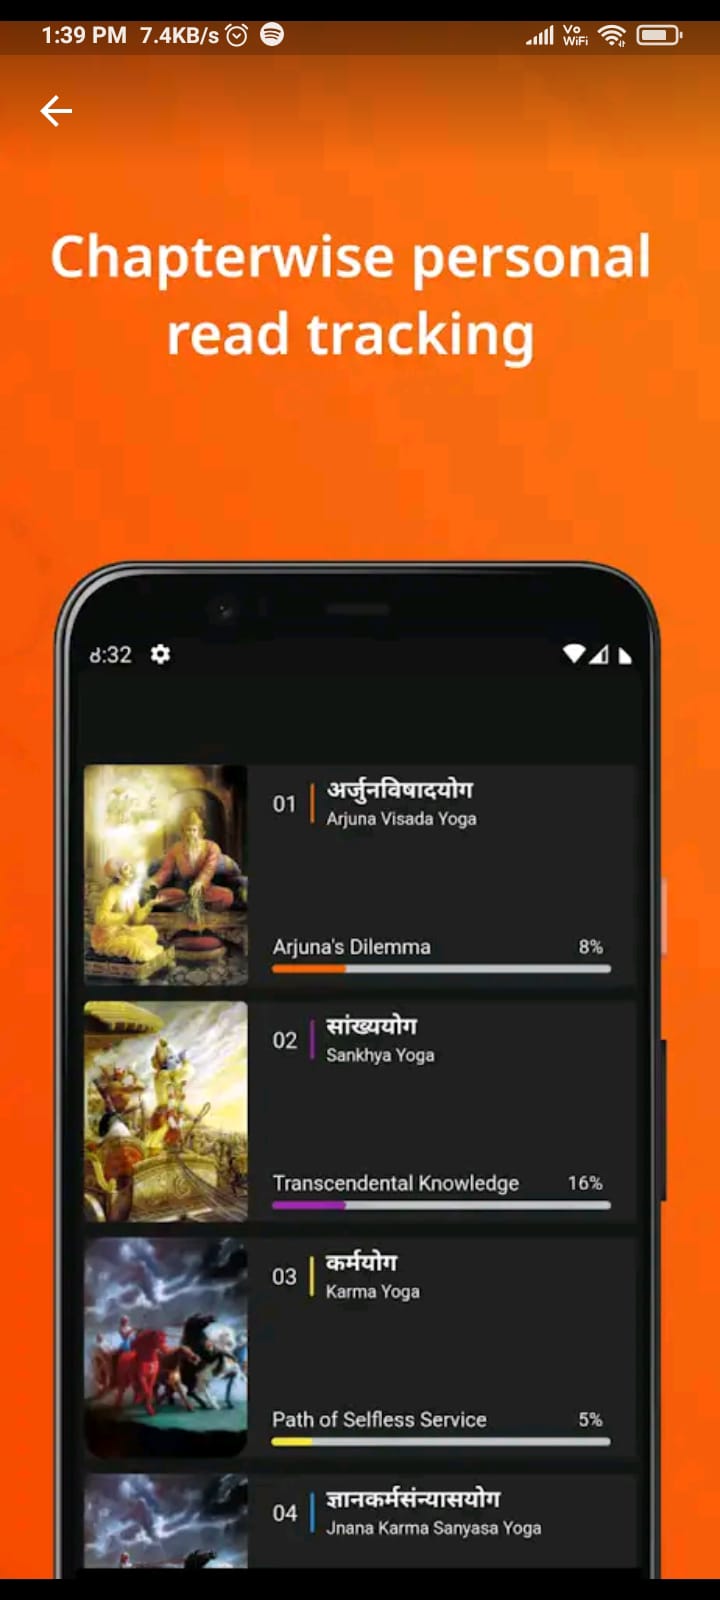 1:39 PM 7.4KB/s Vo WiFi
Chapterwise personal
read tracking
8:32
01 अर्जुनविषादयोग
Arjuna Visada Yoga
Arjuna's Dilemma 8%
02 सांख्ययोग
Sankhya Yoga
Transcendental Knowledge 16%
03 कर्मयोग
Karma Yoga
Path of Selfless Service 5%
04 ज्ञानकर्मसंन्यासयोग
Jnana Karma Sanyasa Yoga